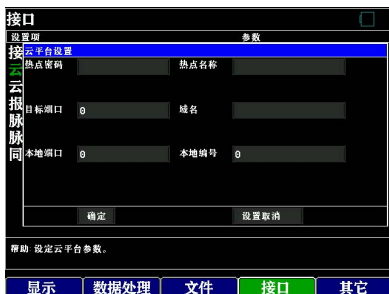 接口
设置项 参数
接
云
云
报
脉
脉
同
云平台设置
热点密码 热点名称
目标端口 0 域名
本地端口 0 本地编号 0
确定 设置取消
帮助: 设定云平台参数。
显示 数据处理 文件 接口 其它